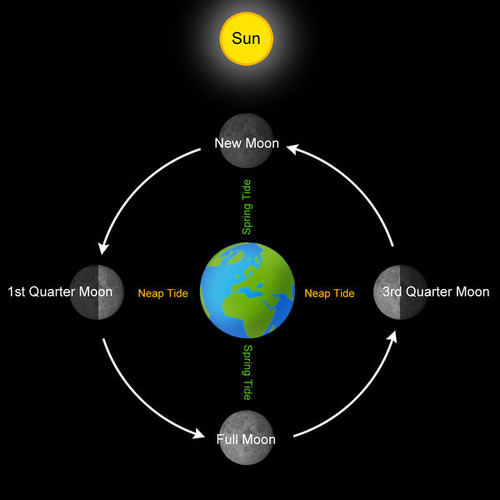 Sun
New Moon
Spring Tide
1st Quarter Moon
Neap Tide
Neap Tide
3rd Quarter Moon
Spring Tide
Full Moon